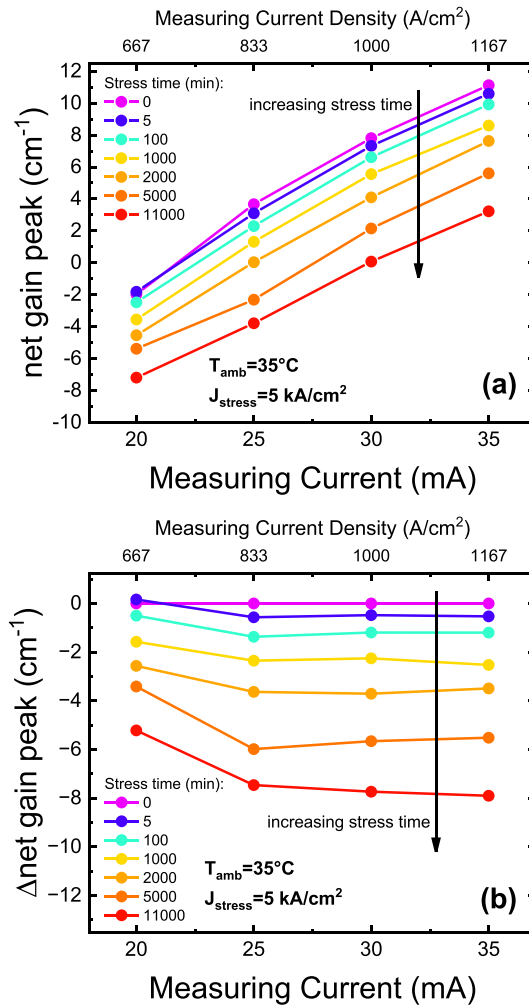 Measuring Current Density (A/cm²)
667 833 1000 1167
12
10
8
6
4
2
0
-2
-4
-6
-8
-10
net gain peak (cm⁻¹)
Stress time (min):
0
5
100
1000
2000
5000
11000
increasing stress time
T_amb=35°C
J_stress=5 kA/cm²
(a)
20 25 30 35
Measuring Current (mA)
Measuring Current Density (A/cm²)
667 833 1000 1167
0
−2
−4
−6
−8
−10
−12
Δnet gain peak (cm⁻¹)
Stress time (min):
0
5
100
1000
2000
5000
11000
increasing stress time
T_amb=35°C
J_stress=5 kA/cm²
(b)
20 25 30 35
Measuring Current (mA)